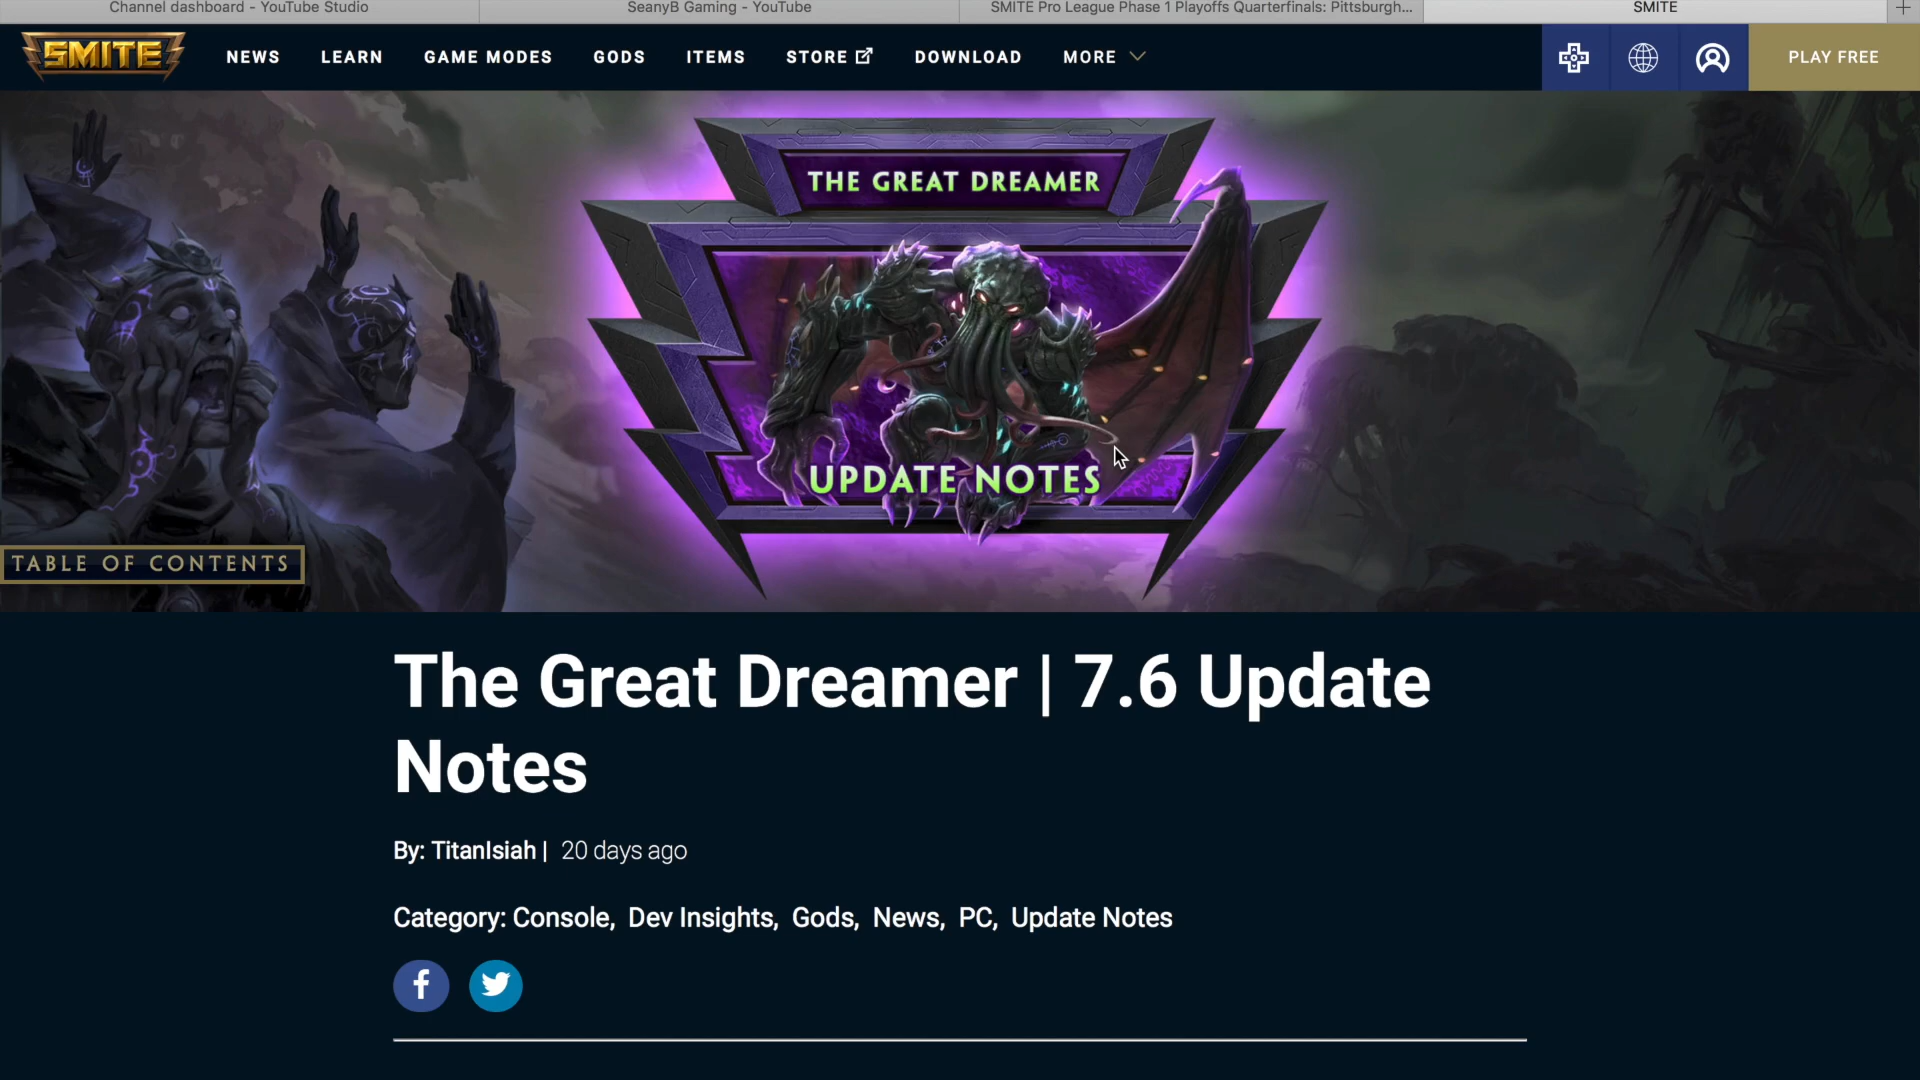 Channel dashboard - YouTube Studio
SeanyB Gaming - YouTube
SMITE Pro League Phase 1 Playoffs Quarterfinals: Pittsburgh...
SMITE
SMITE
NEWS
LEARN
GAME MODES
GODS
ITEMS
STORE
DOWNLOAD
MORE
PLAY FREE
THE GREAT DREAMER
UPDATE NOTES
TABLE OF CONTENTS
The Great Dreamer | 7.6 Update
Notes
By: TitanIsiah | 20 days ago
Category: Console, Dev Insights, Gods, News, PC, Update Notes